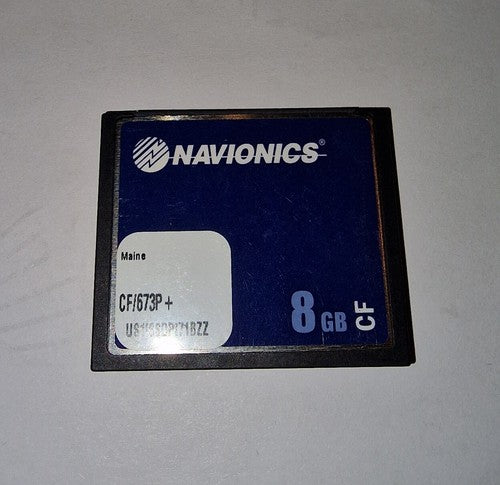 NAVIONICS®
Maine
CF/673P+
8 GB CF